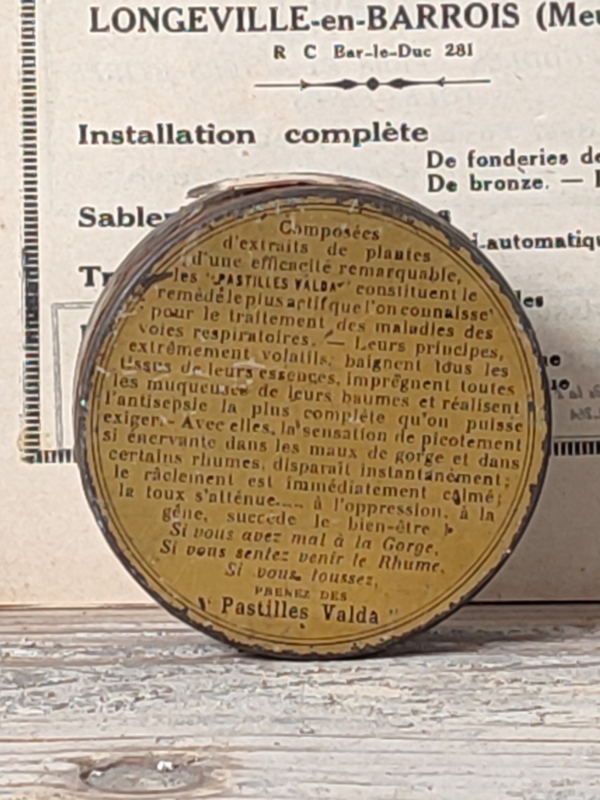 LONGEVILLE-en-BARROIS (Meu
R C Bar-le-Duc 281
Installation complète
De fonderies de
De bronze. —
Sable
-automatiqu
Composées
d'extraits de plantes
d'une efficacité remarquable,
les "PASTILLES VALDA" constituent le
remède le plus actif que l'on connaisse
pour le traitement des maladies des
voies respiratoires. — Leurs principes,
extrêmement volatils, baignent tous les
tissus de leurs essences, imprègnent toutes
les muqueuses de leurs baumes et réalisent
l'antisepsie la plus complète qu'on puisse
exiger.- Avec elles, la sensation de picotement
si énervante dans les maux de gorge et dans
certains rhumes, disparaît instantanément;
le râclement est immédiatement calmé;
la toux s'atténue.... à l'oppression, à la
gêne, succède le bien-être
Si vous avez mal à la Gorge,
Si vous sentez venir le Rhume,
Si vous toussez,
PRENEZ DES
Pastilles Valda